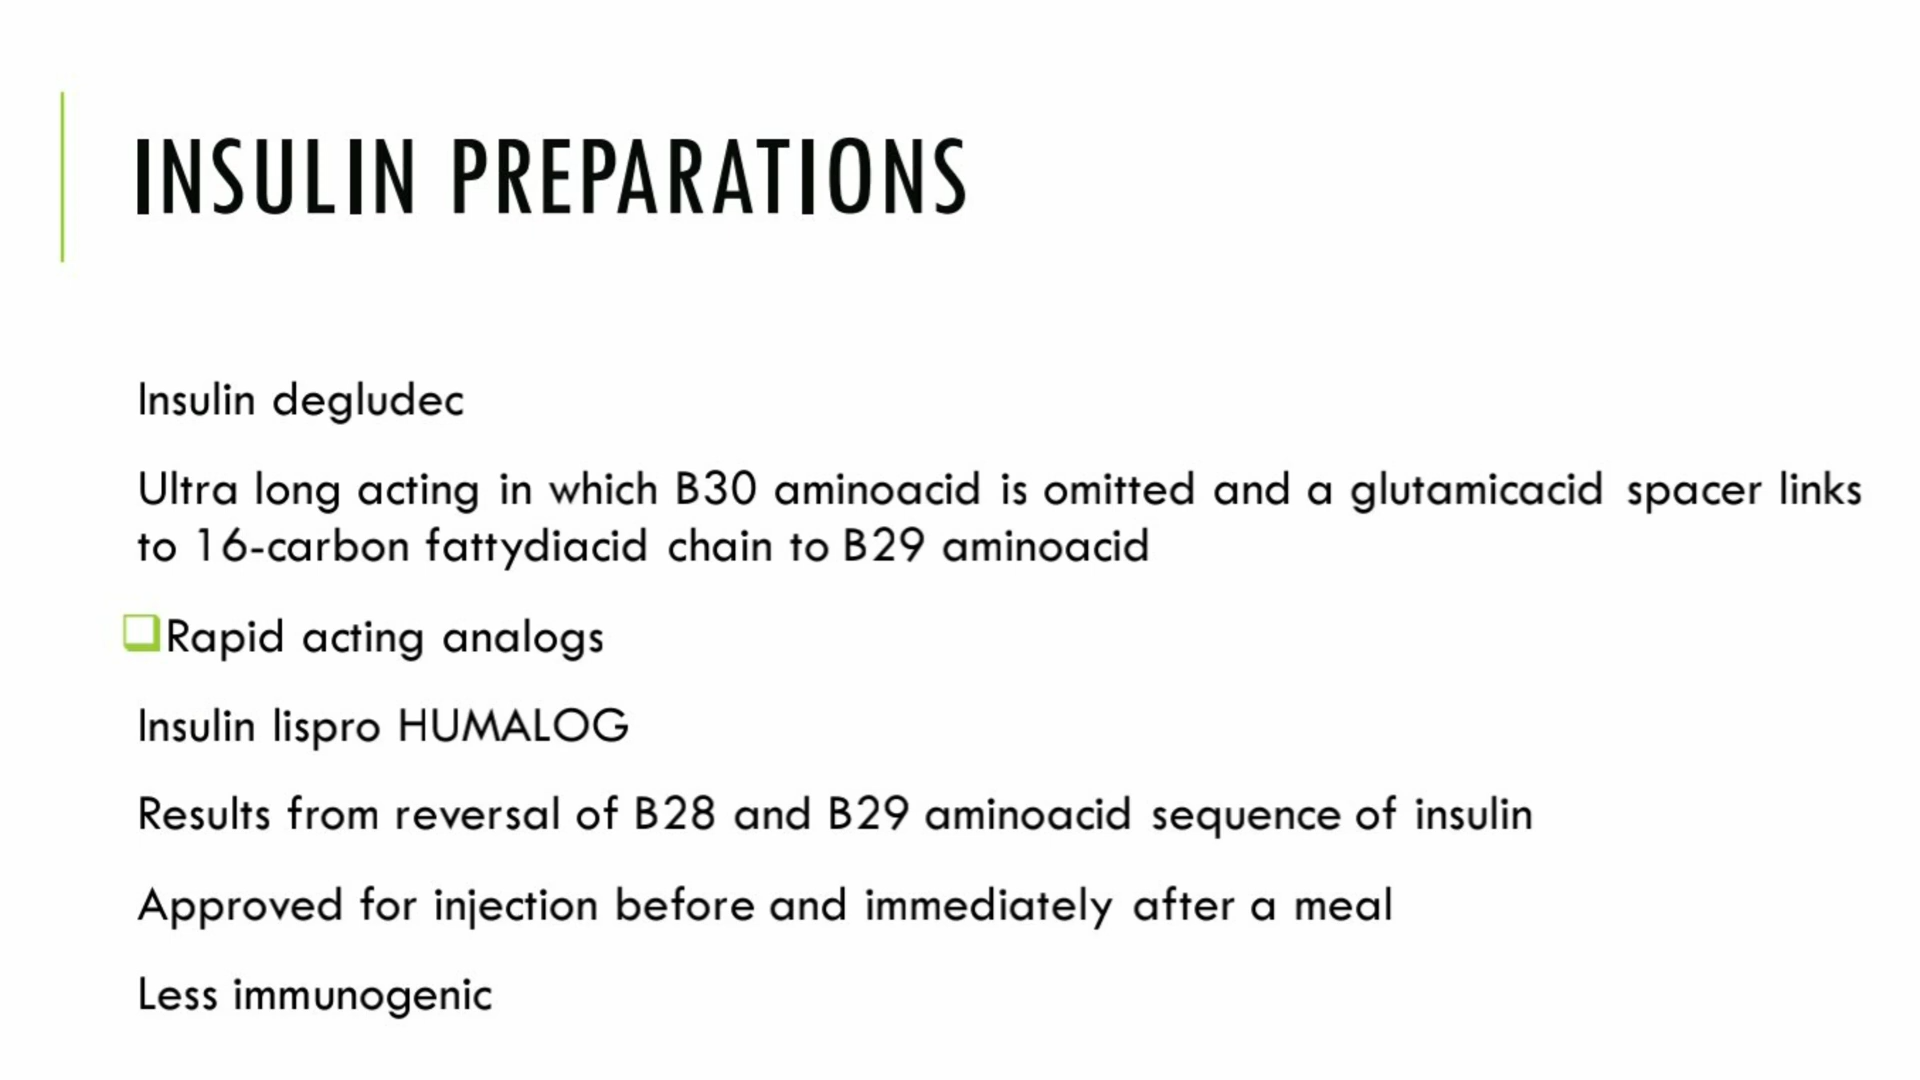 INSULIN PREPARATIONS
Insulin degludec
Ultra long acting in which B30 aminoacid is omitted and a glutamicacid spacer links
to 16-carbon fattydiacid chain to B29 aminoacid
Rapid acting analogs
Insulin lispro HUMALOG
Results from reversal of B28 and B29 aminoacid sequence of insulin
Approved for injection before and immediately after a meal
Less immunogenic